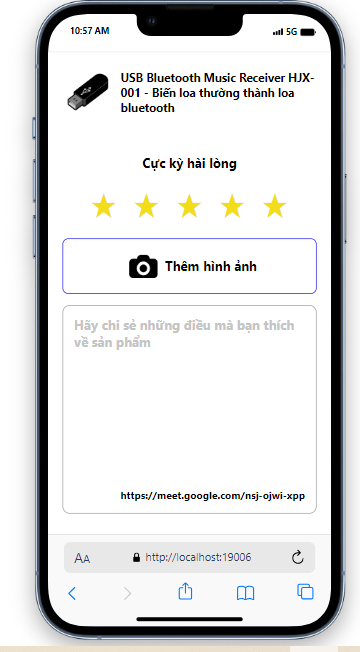 10:57 AM
5G
USB Bluetooth Music Receiver HJX-
001 - Biến loa thường thành loa
bluetooth
Cực kỳ hài lòng
Thêm hình ảnh
Hãy chi sẻ những điều mà bạn thích
về sản phẩm
https://meet.google.com/nsj-ojwi-xpp
AA
http://localhost:19006